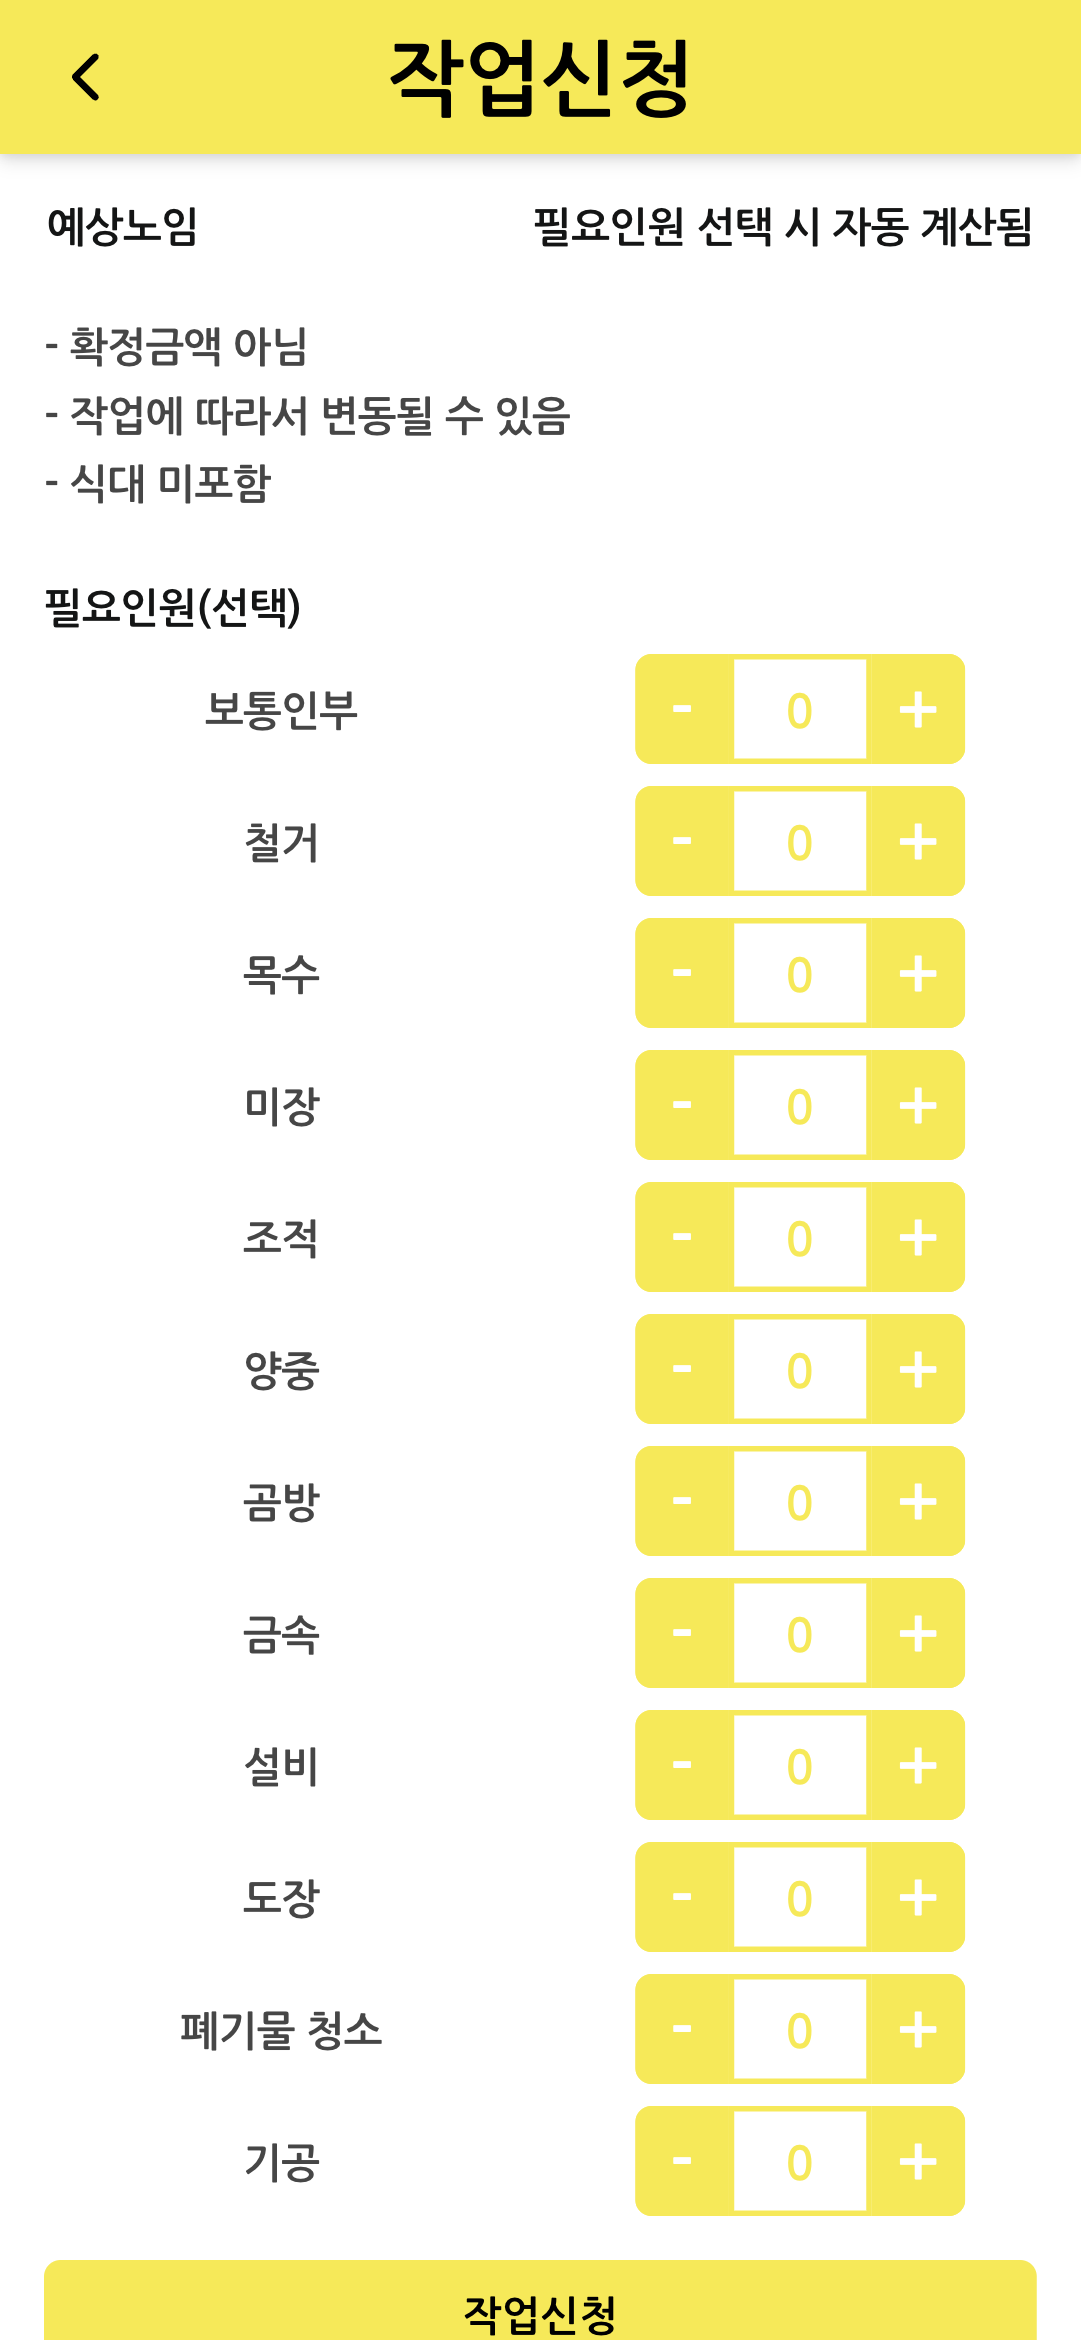 작업신청
예상노임 필요인원 선택 시 자동 계산됨
- 확정금액 아님
- 작업에 따라서 변동될 수 있음
- 식대 미포함
필요인원(선택)
보통인부 - 0 +
철거 - 0 +
목수 - 0 +
미장 - 0 +
조적 - 0 +
양중 - 0 +
곰방 - 0 +
금속 - 0 +
설비 - 0 +
도장 - 0 +
폐기물 청소 - 0 +
기공 - 0 +
작업신청